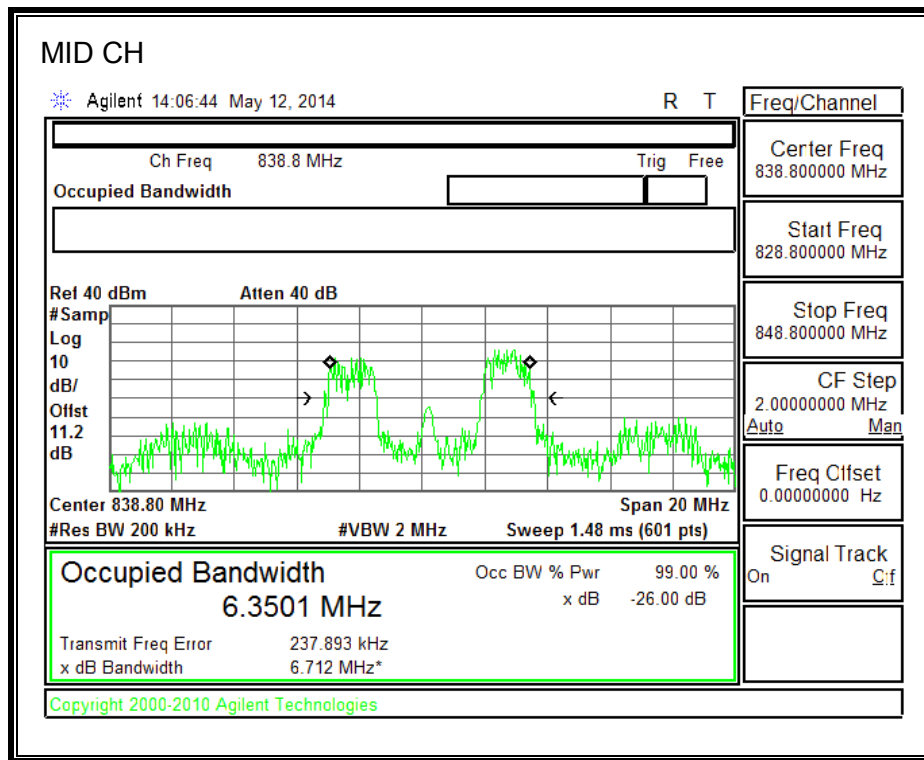 MID CH
Agilent 14:06:44 May 12, 2014 R T
Ch Freq 838.8 MHz Trig Free
Occupied Bandwidth
Ref 40 dBm Atten 40 dB
#Samp
Log
10
dB/
Offst
11.2
dB
Center 838.80 MHz Span 20 MHz
#Res BW 200 kHz #VBW 2 MHz Sweep 1.48 ms (601 pts)
Occupied Bandwidth Occ BW % Pwr 99.00 %
6.3501 MHz x dB -26.00 dB
Transmit Freq Error 237.893 kHz
x dB Bandwidth 6.712 MHz*
Copyright 2000-2010 Agilent Technologies
Freq/Channel
Center Freq
838.800000 MHz
Start Freq
828.800000 MHz
Stop Freq
848.800000 MHz
CF Step
2.00000000 MHz
Auto Man
Freq Offset
0.00000000 Hz
Signal Track
On Off